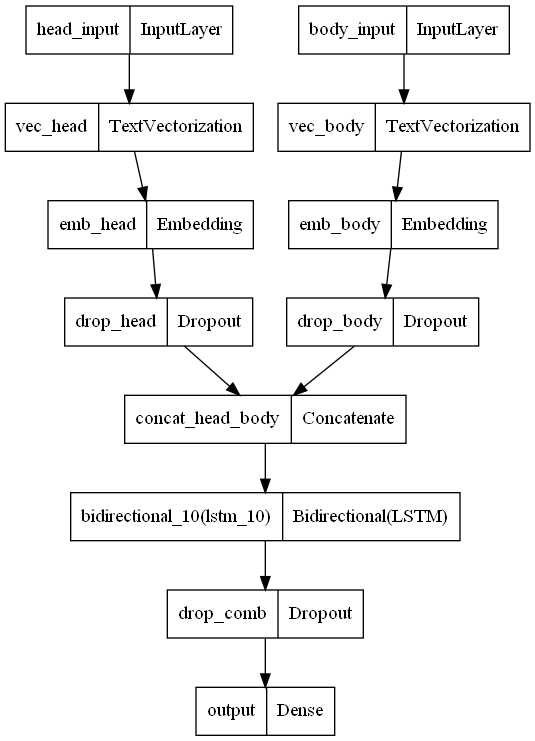 head_input InputLayer
body_input InputLayer
vec_head TextVectorization
vec_body TextVectorization
emb_head Embedding
emb_body Embedding
drop_head Dropout
drop_body Dropout
concat_head_body Concatenate
bidirectional_10(lstm_10) Bidirectional(LSTM)
drop_comb Dropout
output Dense